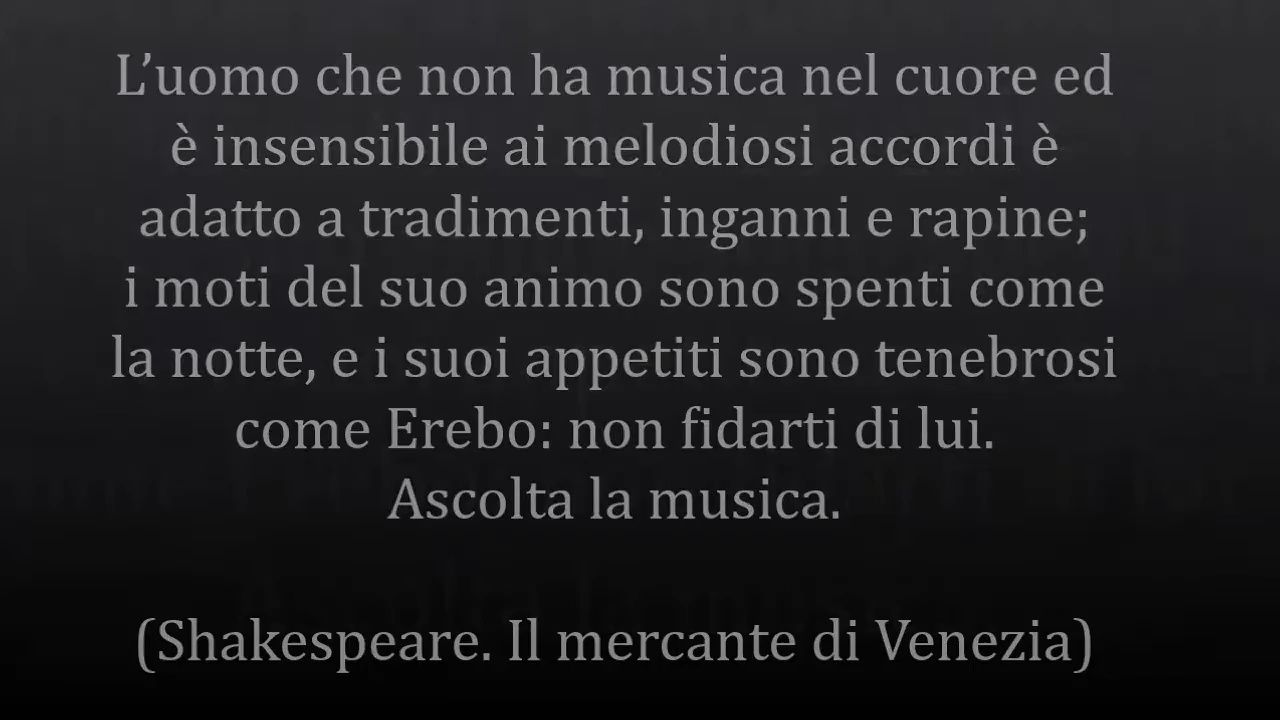 L’uomo che non ha musica nel cuore ed
è insensibile ai melodiosi accordi è
adatto a tradimenti, inganni e rapine;
i moti del suo animo sono spenti come
la notte, e i suoi appetiti sono tenebrosi
come Erebo: non fidarti di lui.
Ascolta la musica.
(Shakespeare. Il mercante di Venezia)